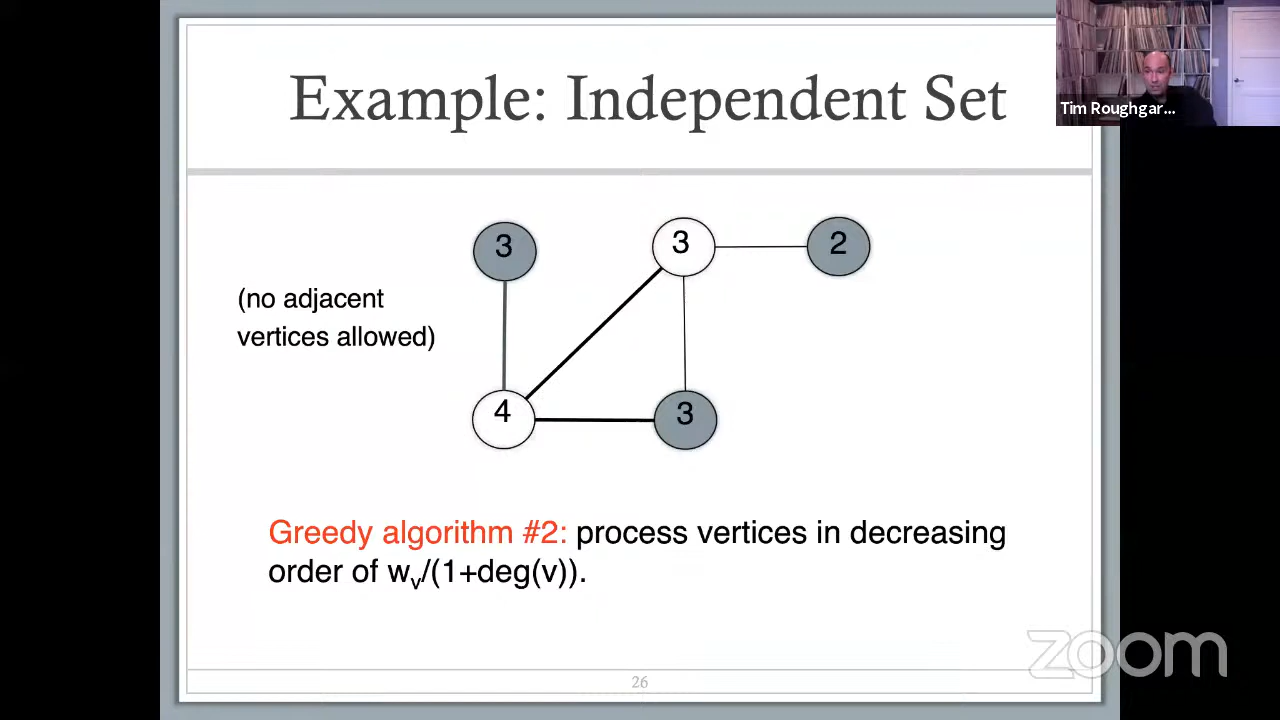 Example: Independent Set
Tim Roughgar...
3
3
2
(no adjacent
vertices allowed)
4
3
Greedy algorithm #2: process vertices in decreasing
order of wv/(1+deg(v)).
zoom
26